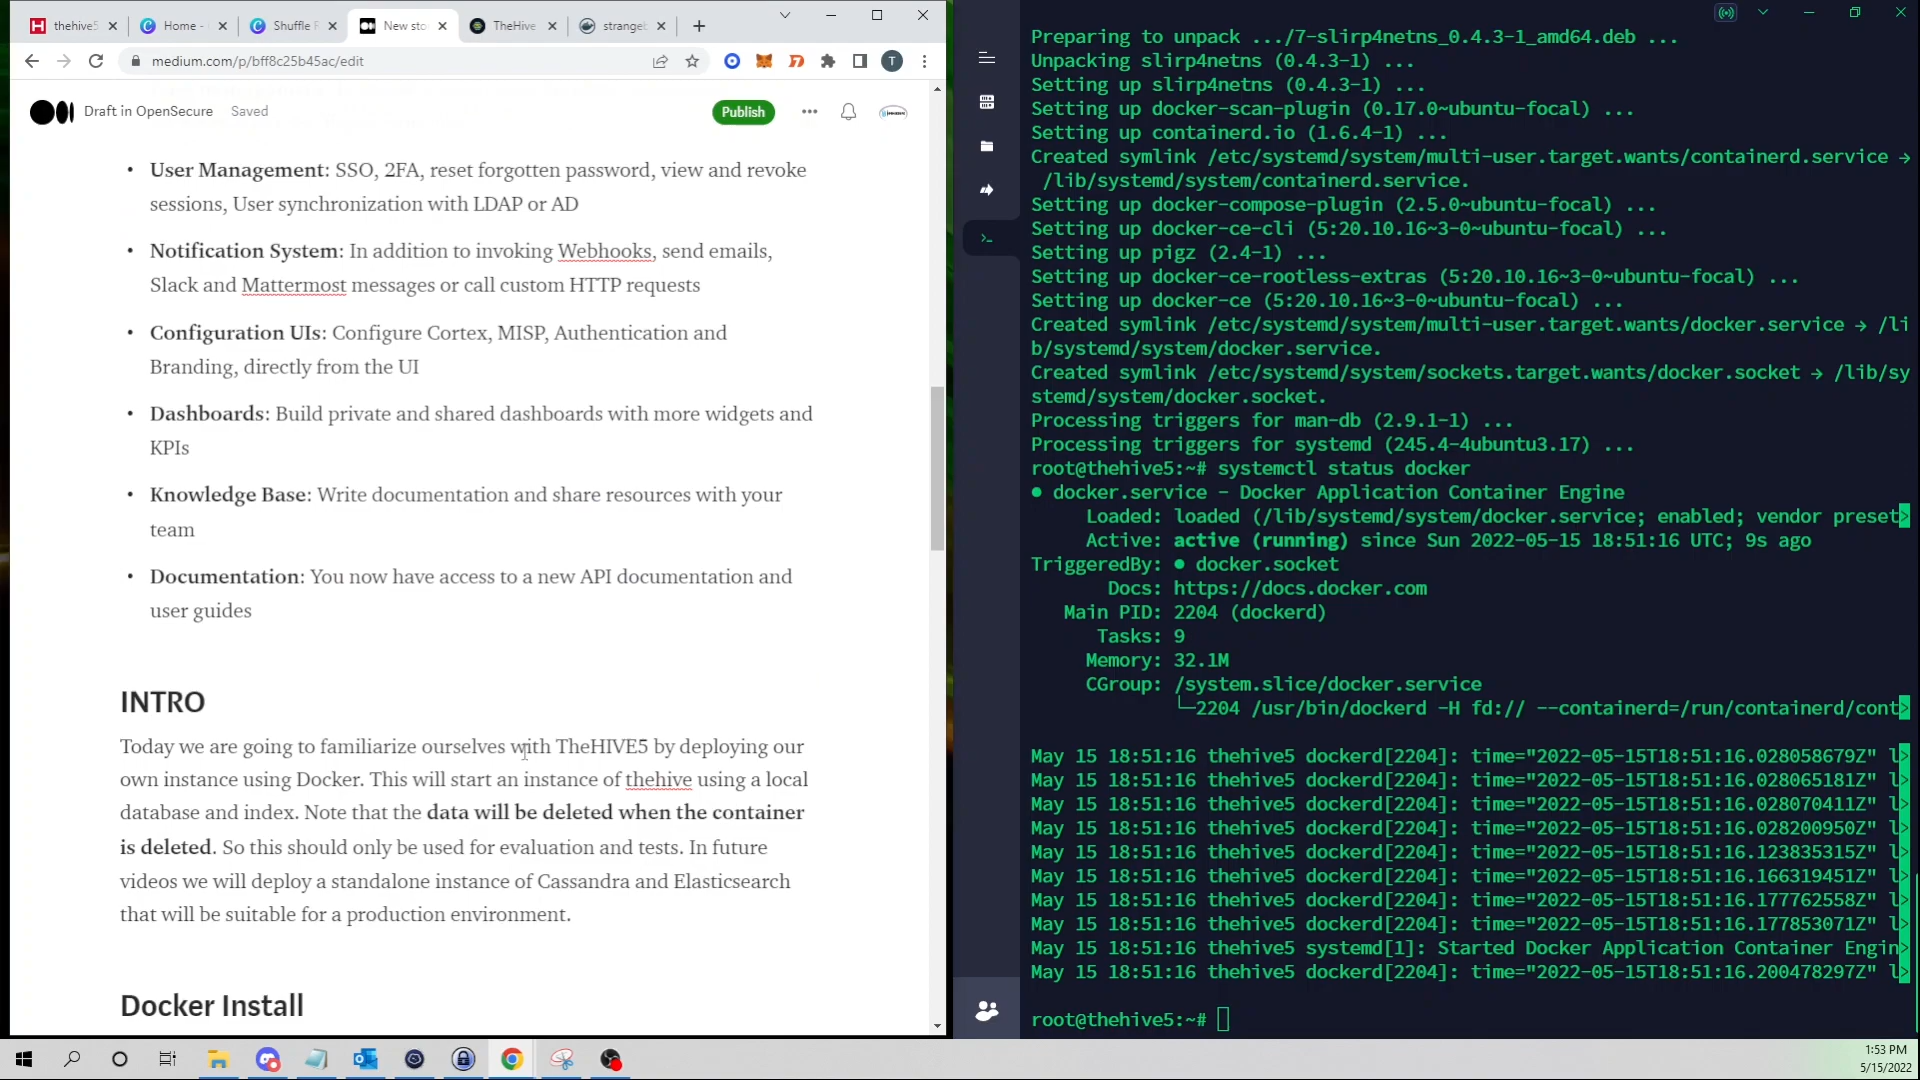 thehive5
Home -
Shuffle F
New sto
TheHive
strangeb
medium.com/p/bff8c25b45ac/edit
T
Draft in OpenSecure
Saved
Publish
• User Management: SSO, 2FA, reset forgotten password, view and revoke
sessions, User synchronization with LDAP or AD
• Notification System: In addition to invoking Webhooks, send emails,
Slack and Mattermost messages or call custom HTTP requests
• Configuration UIs: Configure Cortex, MISP, Authentication and
Branding, directly from the UI
• Dashboards: Build private and shared dashboards with more widgets and
KPIs
• Knowledge Base: Write documentation and share resources with your
team
• Documentation: You now have access to a new API documentation and
user guides
INTRO
Today we are going to familiarize ourselves with TheHIVE5 by deploying our
own instance using Docker. This will start an instance of thehive using a local
database and index. Note that the data will be deleted when the container
is deleted. So this should only be used for evaluation and tests. In future
videos we will deploy a standalone instance of Cassandra and Elasticsearch
that will be suitable for a production environment.
Docker Install
Preparing to unpack .../7-slirp4netns_0.4.3-1_amd64.deb ...
Unpacking slirp4netns (0.4.3-1) ...
Setting up slirp4netns (0.4.3-1) ...
Setting up docker-scan-plugin (0.17.0~ubuntu-focal) ...
Setting up containerd.io (1.6.4-1) ...
Created symlink /etc/systemd/system/multi-user.target.wants/containerd.service →
/lib/systemd/system/containerd.service.
Setting up docker-compose-plugin (2.5.0~ubuntu-focal) ...
Setting up docker-ce-cli (5:20.10.16~3-0~ubuntu-focal) ...
Setting up pigz (2.4-1) ...
Setting up docker-ce-rootless-extras (5:20.10.16~3-0~ubuntu-focal) ...
Setting up docker-ce (5:20.10.16~3-0~ubuntu-focal) ...
Created symlink /etc/systemd/system/multi-user.target.wants/docker.service → /li
b/systemd/system/docker.service.
Created symlink /etc/systemd/system/sockets.target.wants/docker.socket → /lib/sy
stemd/system/docker.socket.
Processing triggers for man-db (2.9.1-1) ...
Processing triggers for systemd (245.4-4ubuntu3.17) ...
root@thehive5:~# systemctl status docker
● docker.service - Docker Application Container Engine
Loaded: loaded (/lib/systemd/system/docker.service; enabled; vendor preset>
Active: active (running) since Sun 2022-05-15 18:51:16 UTC; 9s ago
TriggeredBy: ● docker.socket
Docs: https://docs.docker.com
Main PID: 2204 (dockerd)
Tasks: 9
Memory: 32.1M
CGroup: /system.slice/docker.service
└─2204 /usr/bin/dockerd -H fd:// --containerd=/run/containerd/cont>
May 15 18:51:16 thehive5 dockerd[2204]: time="2022-05-15T18:51:16.028058679Z" l>
May 15 18:51:16 thehive5 dockerd[2204]: time="2022-05-15T18:51:16.028065181Z" l>
May 15 18:51:16 thehive5 dockerd[2204]: time="2022-05-15T18:51:16.028070411Z" l>
May 15 18:51:16 thehive5 dockerd[2204]: time="2022-05-15T18:51:16.028200950Z" l>
May 15 18:51:16 thehive5 dockerd[2204]: time="2022-05-15T18:51:16.123835315Z" l>
May 15 18:51:16 thehive5 dockerd[2204]: time="2022-05-15T18:51:16.166319451Z" l>
May 15 18:51:16 thehive5 dockerd[2204]: time="2022-05-15T18:51:16.177762558Z" l>
May 15 18:51:16 thehive5 dockerd[2204]: time="2022-05-15T18:51:16.177853071Z" l>
May 15 18:51:16 thehive5 systemd[1]: Started Docker Application Container Engin>
May 15 18:51:16 thehive5 dockerd[2204]: time="2022-05-15T18:51:16.200478297Z" l>
root@thehive5:~#
1:53 PM
5/15/2022